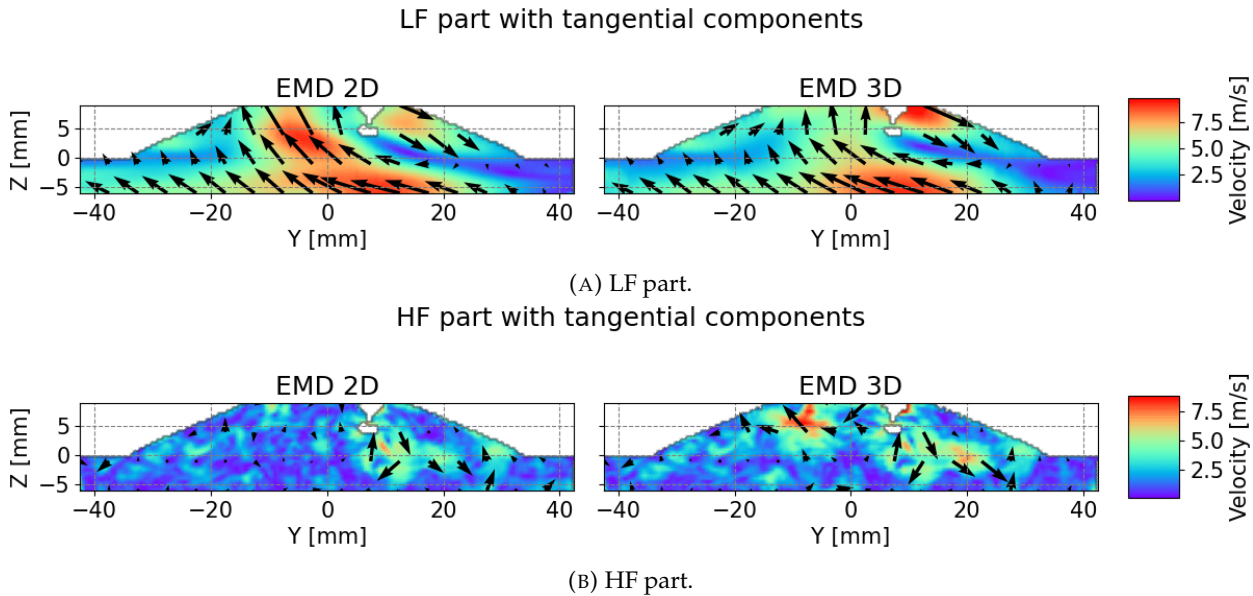 LF part with tangential components
EMD 2D EMD 3D
5
0
−5
Z [mm]
−40 −20 0 20 40 −40 −20 0 20 40
Y [mm] Y [mm]
7.5
5.0
2.5
Velocity [m/s]
(A) LF part.
HF part with tangential components
EMD 2D EMD 3D
5
0
−5
Z [mm]
−40 −20 0 20 40 −40 −20 0 20 40
Y [mm] Y [mm]
7.5
5.0
2.5
Velocity [m/s]
(B) HF part.